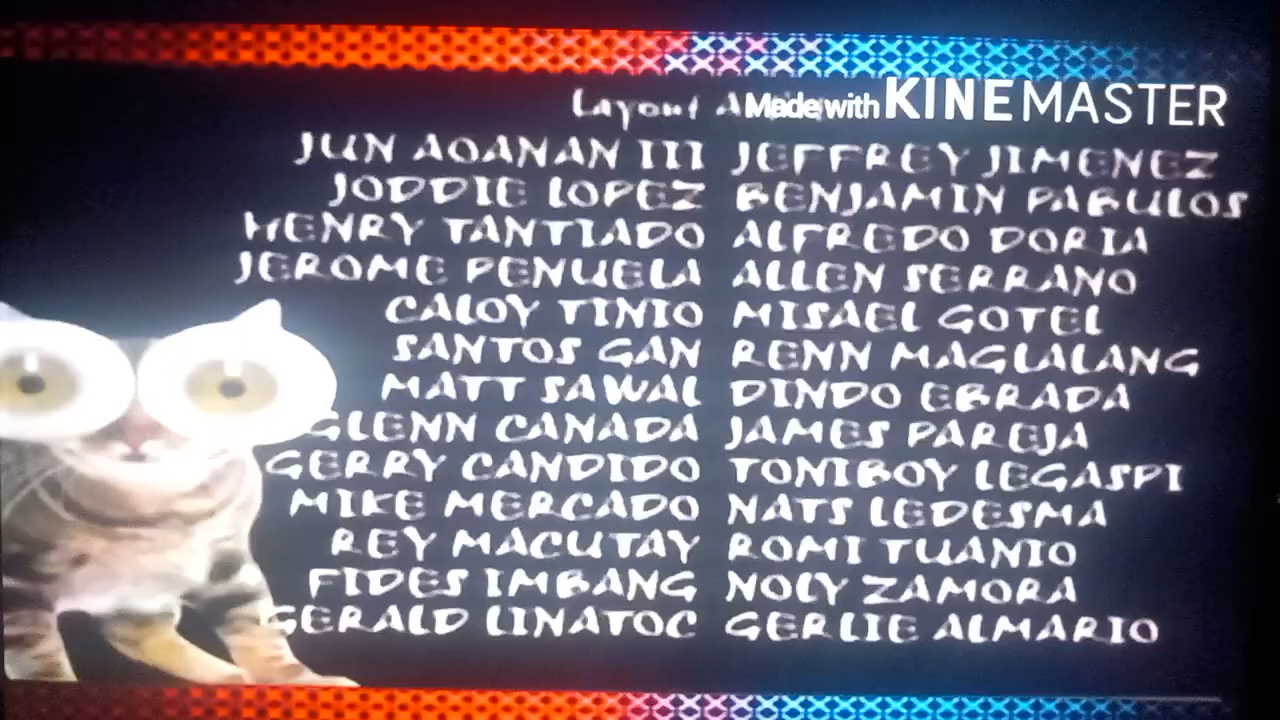 Layout
Made with KINEMASTER
JUN AOANAN III JEFFREY JIMENEZ
JODDIE LOPEZ BENJAMIN PABULOS
HENRY TANTIADO ALFREDO DORIA
JEROME PENUELA ALLEN SERRANO
CALOY TINIO MISAEL GOTEL
SANTOS GAN RENN MAGLALANG
MATT SAWAL DINDO EBRADA
GLENN CANADA JAMES PAREJA
GERRY CANDIDO TONIBOY LEGASPI
MIKE MERCADO NATS LEDESMA
REY MACUTAY ROMI TUANIO
FIDES IMBANG NOLY ZAMORA
GERALD LINATOC GERLIE ALMARIO